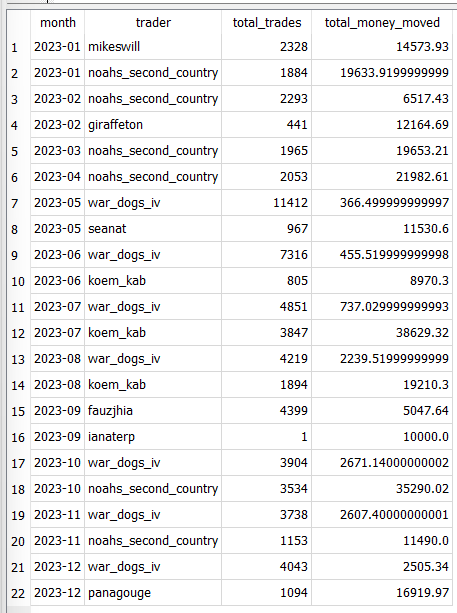 month trader total_trades total_money_moved
1 2023-01 mikeswill 2328 14573.93
2 2023-01 noahs_second_country 1884 19633.9199999999
3 2023-02 noahs_second_country 2293 6517.43
4 2023-02 giraffeton 441 12164.69
5 2023-03 noahs_second_country 1965 19653.21
6 2023-04 noahs_second_country 2053 21982.61
7 2023-05 war_dogs_iv 11412 366.499999999997
8 2023-05 seanat 967 11530.6
9 2023-06 war_dogs_iv 7316 455.519999999998
10 2023-06 koem_kab 805 8970.3
11 2023-07 war_dogs_iv 4851 737.029999999993
12 2023-07 koem_kab 3847 38629.32
13 2023-08 war_dogs_iv 4219 2239.51999999999
14 2023-08 koem_kab 1894 19210.3
15 2023-09 fauzjhia 4399 5047.64
16 2023-09 ianaterp 1 10000.0
17 2023-10 war_dogs_iv 3904 2671.14000000002
18 2023-10 noahs_second_country 3534 35290.02
19 2023-11 war_dogs_iv 3738 2607.40000000001
20 2023-11 noahs_second_country 1153 11490.0
21 2023-12 war_dogs_iv 4043 2505.34
22 2023-12 panagouge 1094 16919.97